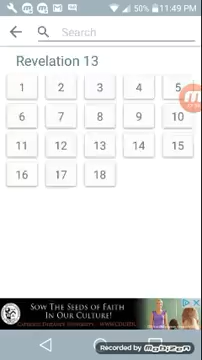 50% 11:49 PM
Search
Revelation 13
1 2 3 4 5
6 7 8 9 10
11 12 13 14 15
16 17 18
Sow The Seeds of Faith
In Our Culture!
Recorded by